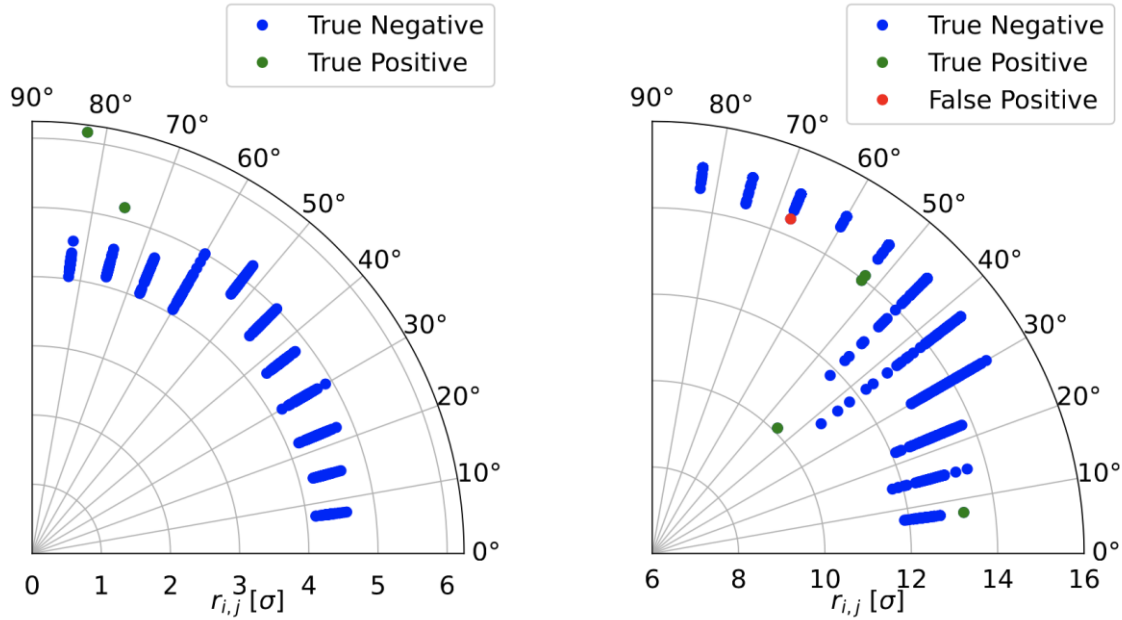 True Negative
True Positive
90°
80°
70°
60°
50°
40°
30°
20°
10°
0°
0 1 2 3 4 5 6
r_{i,j} [σ]
True Negative
True Positive
False Positive
90°
80°
70°
60°
50°
40°
30°
20°
10°
0°
6 8 10 12 14 16
r_{i,j} [σ]